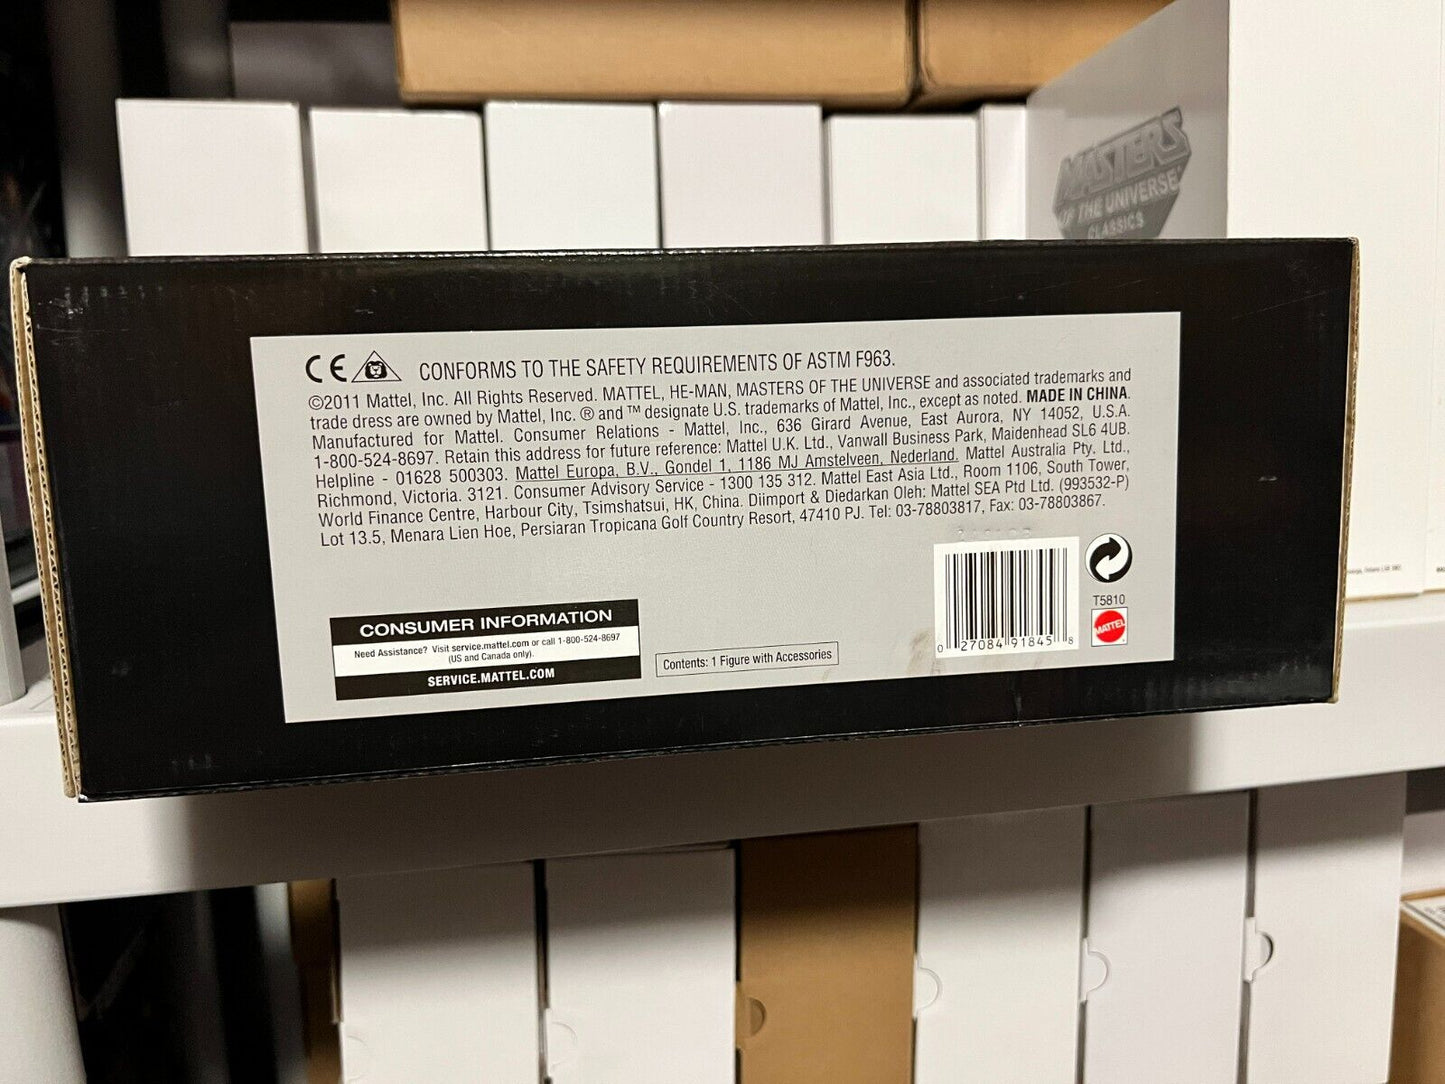 MASTERS
OF THE UNIVERSE
CLASSICS
CE CONFORMS TO THE SAFETY REQUIREMENTS OF ASTM F963.
©2011 Mattel, Inc. All Rights Reserved. MATTEL, HE-MAN, MASTERS OF THE UNIVERSE and associated trademarks and
trade dress are owned by Mattel, Inc. ® and ™ designate U.S. trademarks of Mattel, Inc., except as noted. MADE IN CHINA.
Manufactured for Mattel. Consumer Relations - Mattel, Inc., 636 Girard Avenue, East Aurora, NY 14052, U.S.A.
1-800-524-8697. Retain this address for future reference: Mattel U.K. Ltd., Vanwall Business Park, Maidenhead SL6 4UB.
Helpline - 01628 500303. Mattel Europa, B.V., Gondel 1, 1186 MJ Amstelveen, Nederland. Mattel Australia Pty. Ltd.,
Richmond, Victoria. 3121. Consumer Advisory Service - 1300 135 312. Mattel East Asia Ltd., Room 1106, South Tower,
World Finance Centre, Harbour City, Tsimshatsui, HK, China. Diimport & Diedarkan Oleh: Mattel SEA Ptd Ltd. (993532-P)
Lot 13.5, Menara Lien Hoe, Persiaran Tropicana Golf Country Resort, 47410 PJ. Tel: 03-78803817, Fax: 03-78803867.
CONSUMER INFORMATION
Need Assistance? Visit service.mattel.com or call 1-800-524-8697
(US and Canada only).
SERVICE.MATTEL.COM
Contents: 1 Figure with Accessories
0 27084 91845 8
T5810
MATTEL